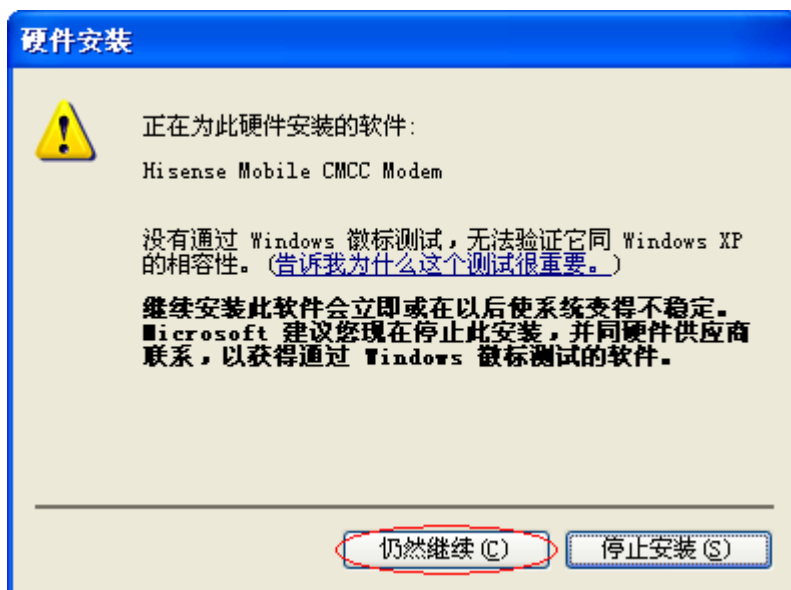 硬件安装
正在为此硬件安装的软件:
Hisense Mobile CMCC Modem
没有通过 Windows 徽标测试，无法验证它同 Windows XP
的相容性。(告诉我为什么这个测试很重要。)
继续安装此软件会立即或在以后使系统变得不稳定。
Microsoft 建议您现在停止此安装，并同硬件供应商
联系，以获得通过 Windows 徽标测试的软件。
仍然继续(C) 停止安装(S)